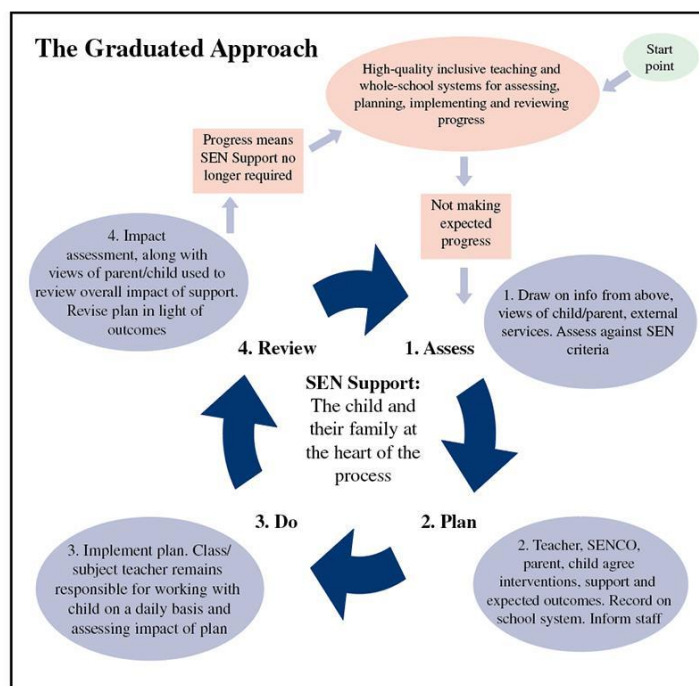 The Graduated Approach
Start
point
High-quality inclusive teaching and
whole-school systems for assessing,
planning, implementing and reviewing
progress
Progress means
SEN Support no
longer required
Not making
expected
progress
4. Impact
assessment, along with
views of parent/child used to
review overall impact of support.
Revise plan in light of
outcomes
1. Draw on info from above,
views of child/parent, external
services. Assess against SEN
criteria
4. Review
1. Assess
SEN Support:
The child and
their family at
the heart of the
process
3. Do
2. Plan
3. Implement plan. Class/
subject teacher remains
responsible for working with
child on a daily basis and
assessing impact of plan
2. Teacher, SENCO,
parent, child agree
interventions, support and
expected outcomes. Record on
school system. Inform staff